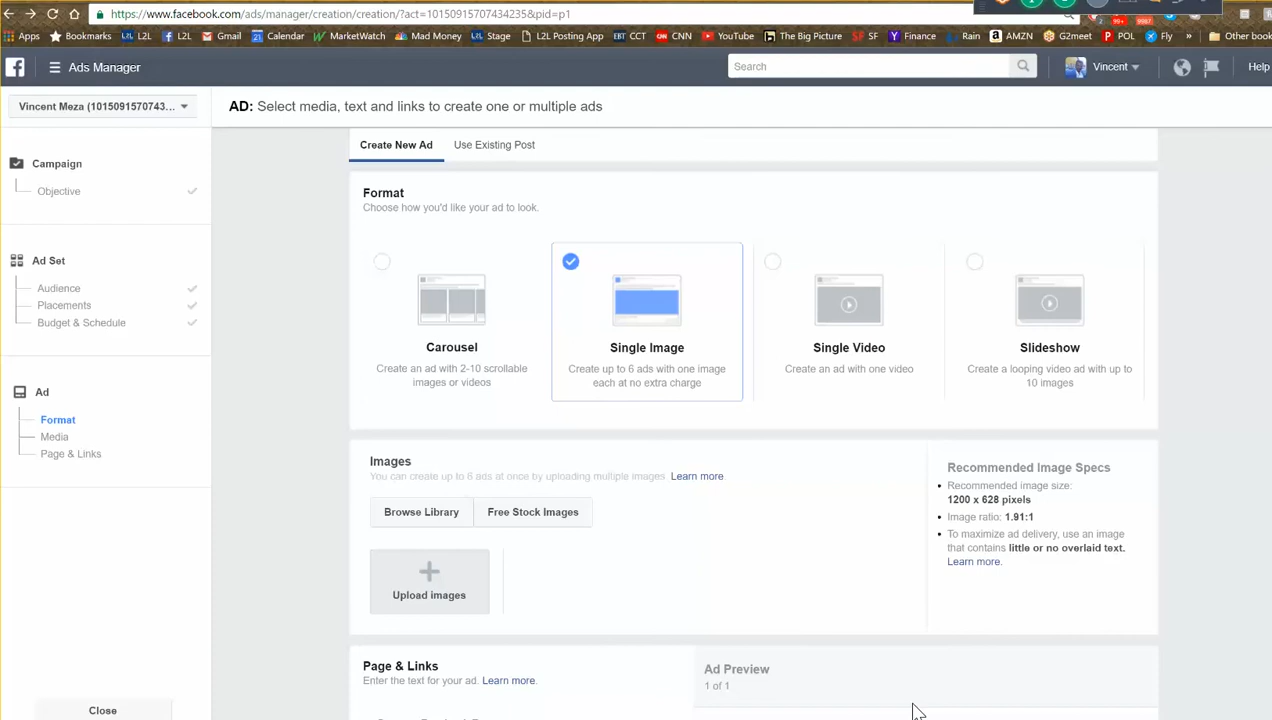 https://www.facebook.com/ads/manager/creation/creation/?act=10150915707434235&pid=p1
99+
9987
Apps Bookmarks L2L L2L L2L Gmail 21 Calendar MarketWatch Mad Money L2L Stage L2L Posting App EBT CCT CNN YouTube The Big Picture SF SF Finance Rain a AMZN G2meet P POL Fly » Other book
Ads Manager
Search
Vincent
Help
Vincent Meza (1015091570743...
AD: Select media, text and links to create one or multiple ads
Create New Ad Use Existing Post
Campaign
Objective
Ad Set
Audience
Placements
Budget & Schedule
Ad
Format
Media
Page & Links
Close
Format
Choose how you'd like your ad to look.
Carousel
Create an ad with 2-10 scrollable
images or videos
Single Image
Create up to 6 ads with one image
each at no extra charge
Single Video
Create an ad with one video
Slideshow
Create a looping video ad with up to
10 images
Images
You can create up to 6 ads at once by uploading multiple images. Learn more.
Browse Library Free Stock Images
Upload images
Recommended Image Specs
Recommended image size:
1200 x 628 pixels
Image ratio: 1.91:1
To maximize ad delivery, use an image
that contains little or no overlaid text.
Learn more.
Page & Links
Enter the text for your ad. Learn more.
Ad Preview
1 of 1